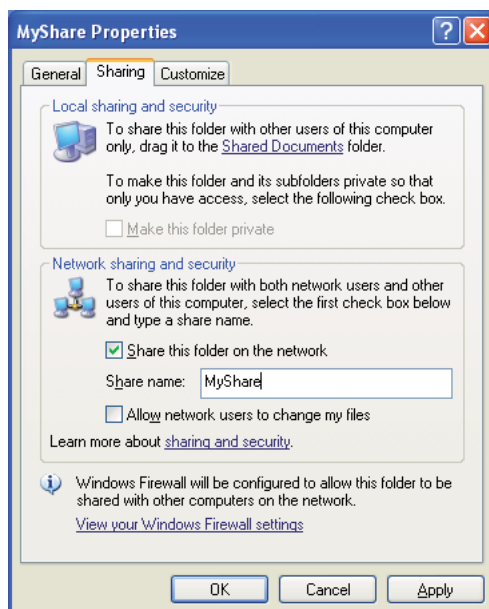 MyShare Properties
General Sharing Customize
Local sharing and security
To share this folder with other users of this computer
only, drag it to the Shared Documents folder.
To make this folder and its subfolders private so that
only you have access, select the following check box.
Make this folder private
Network sharing and security
To share this folder with both network users and other
users of this computer, select the first check box below
and type a share name.
Share this folder on the network
Share name: MyShare
Allow network users to change my files
Learn more about sharing and security.
Windows Firewall will be configured to allow this folder to be
shared with other computers on the network.
View your Windows Firewall settings
OK Cancel Apply